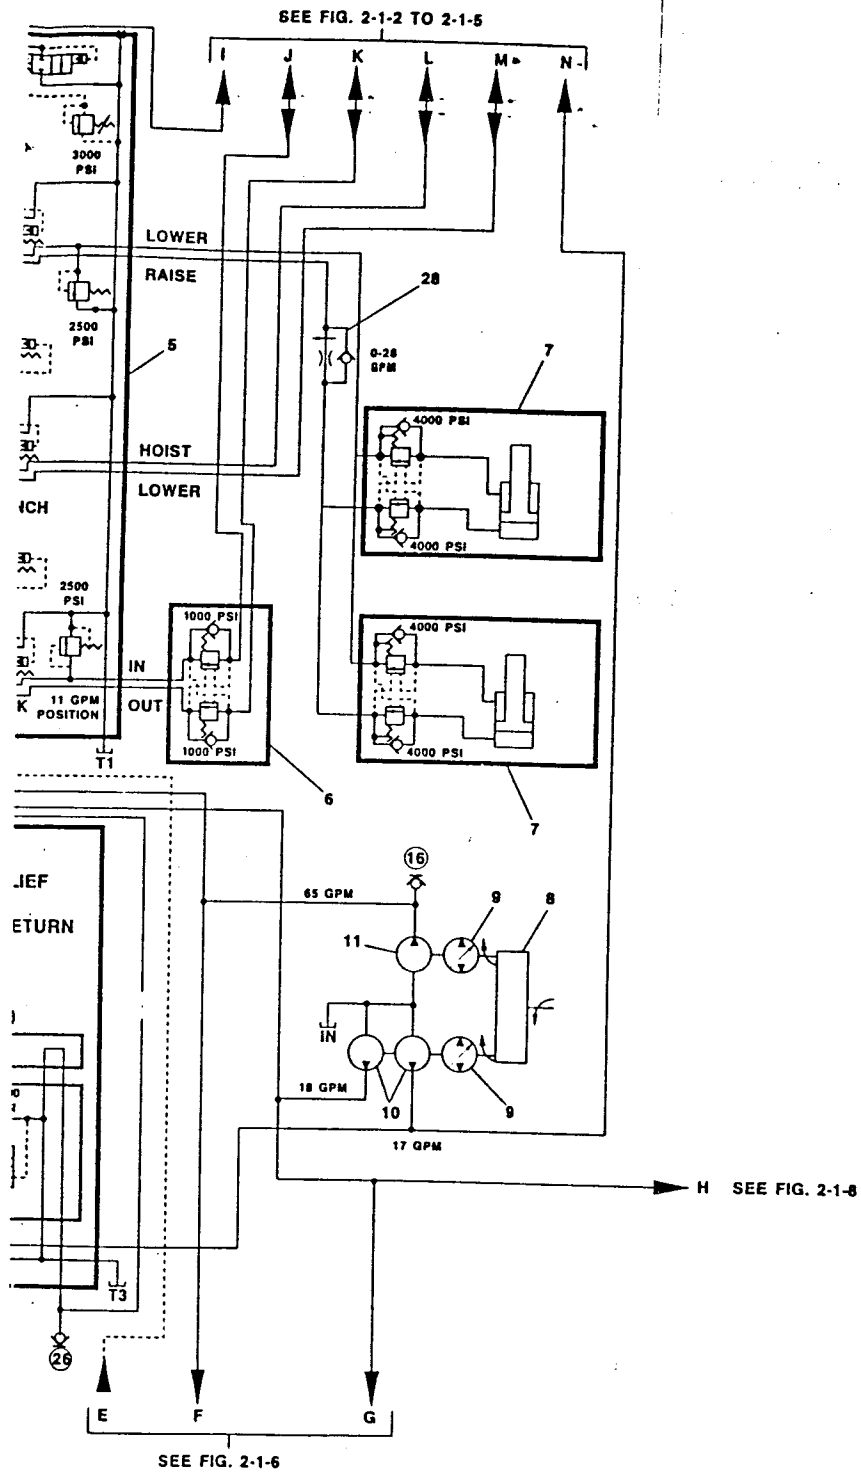 SEE FIG. 2-1-2 TO 2-1-5
I J K L M N
3000
PSI
LOWER
RAISE
2500
PSI
28
5
0-28
GPM
7
4000 PSI
HOIST
LOWER
4000 PSI
2500
PSI
1000 PSI
4000 PSI
IN
OUT
K 11 GPM
POSITION
1000 PSI
4000 PSI
T1
6
7
16
LIEF
65 GPM
9 8
ETURN
11
IN
18 GPM
10
9
17 GPM
H SEE FIG. 2-1-8
T3
26
E F G
SEE FIG. 2-1-6